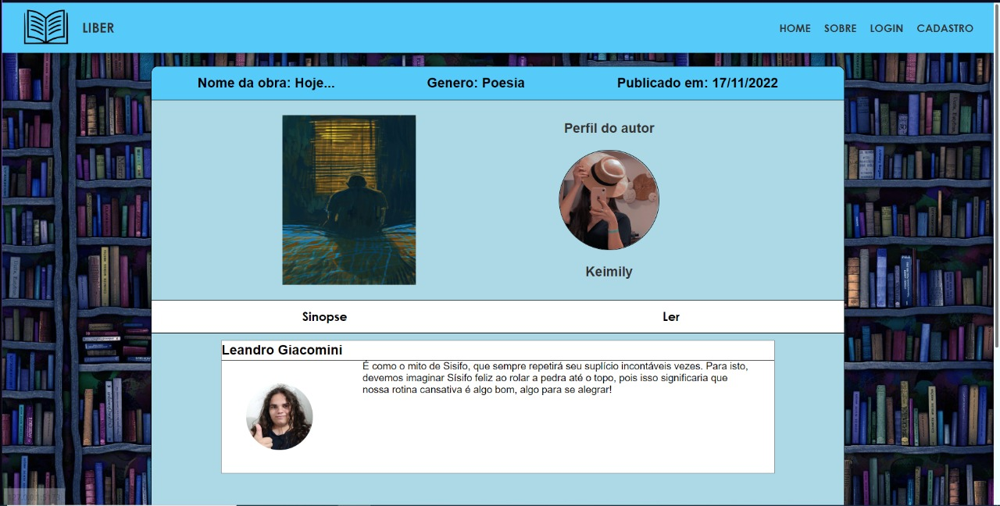 LIBER
HOME SOBRE LOGIN CADASTRO
Nome da obra: Hoje... Genero: Poesia Publicado em: 17/11/2022
Perfil do autor
Keimily
Sinopse Ler
Leandro Giacomini
É como o mito de Sisifo, que sempre repetirá seu suplício incontáveis vezes. Para isto,
devemos imaginar Sísifo feliz ao rolar a pedra até o topo, pois isso significaria que
nossa rotina cansativa é algo bom, algo para se alegrar!